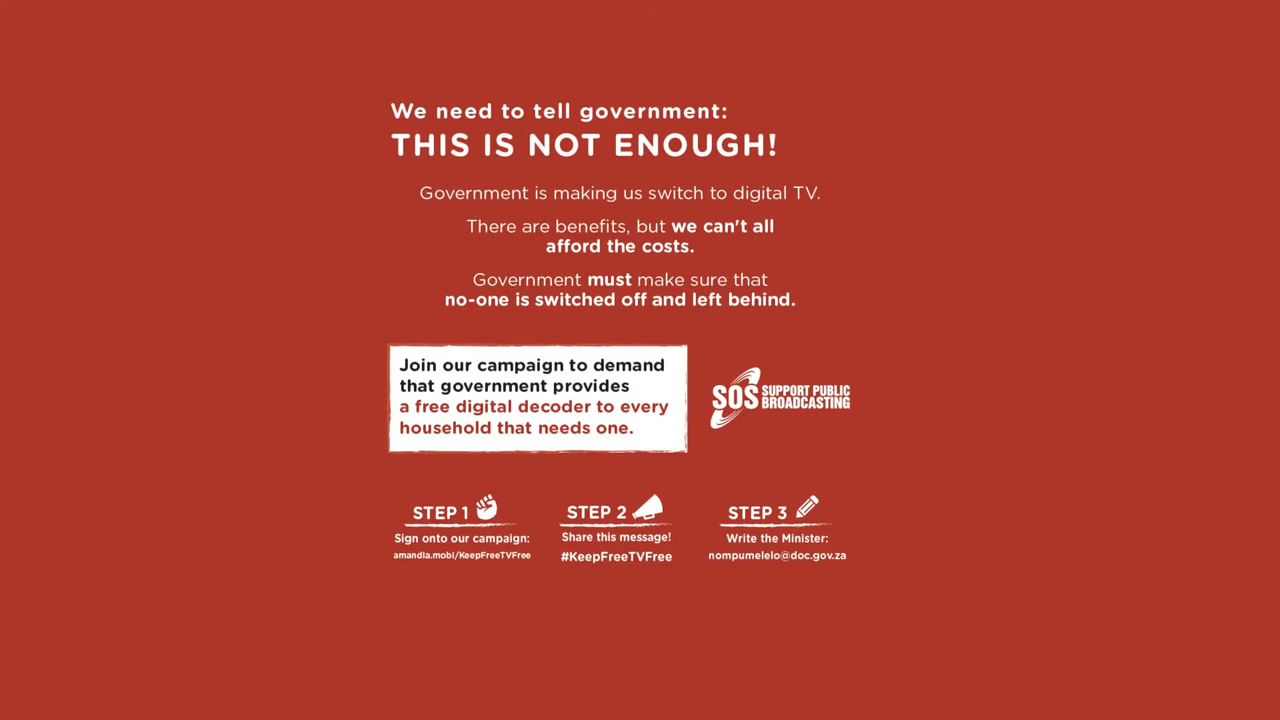 We need to tell government:
THIS IS NOT ENOUGH!
Government is making us switch to digital TV.
There are benefits, but we can't all
afford the costs.
Government must make sure that
no-one is switched off and left behind.
Join our campaign to demand
that government provides
a free digital decoder to every
household that needs one.
SOS SUPPORT PUBLIC
BROADCASTING
STEP 1
Sign onto our campaign:
amandla.mobi/KeepFreeTVFree
STEP 2
Share this message!
#KeepFreeTVFree
STEP 3
Write the Minister:
nompumelelo@doc.gov.za